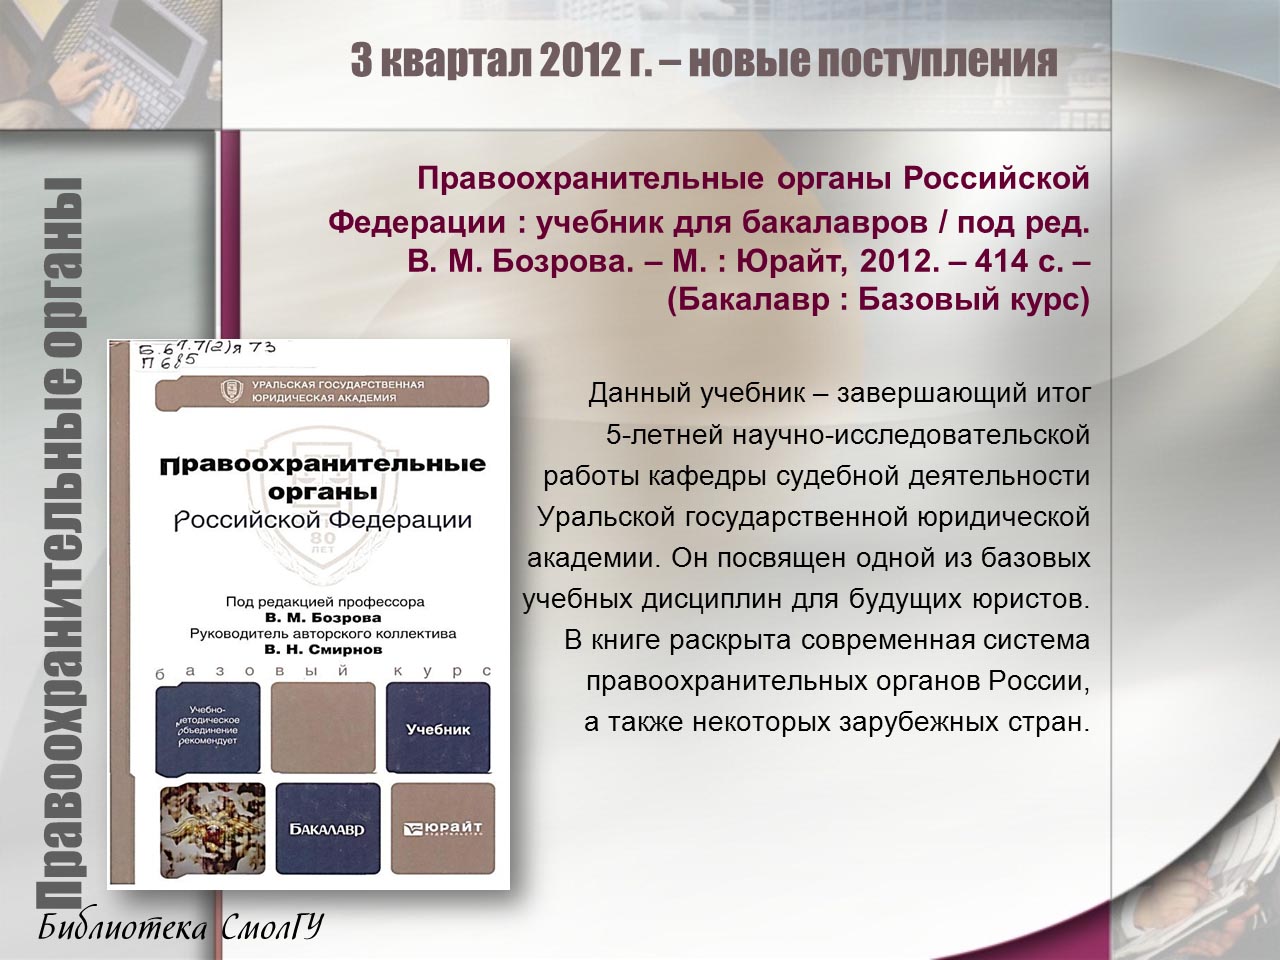 3 квартал 2012 г. – новые поступления
Правоохранительные органы
Правоохранительные органы Российской
Федерации : учебник для бакалавров / под ред.
В. М. Бозрова. – М. : Юрайт, 2012. – 414 с. –
(Бакалавр : Базовый курс)
Данный учебник – завершающий итог
5-летней научно-исследовательской
работы кафедры судебной деятельности
Уральской государственной юридической
академии. Он посвящен одной из базовых
учебных дисциплин для будущих юристов.
В книге раскрыта современная система
правоохранительных органов России,
а также некоторых зарубежных стран.
Б.67.7(2)я73
П685
УРАЛЬСКАЯ ГОСУДАРСТВЕННАЯ
ЮРИДИЧЕСКАЯ АКАДЕМИЯ
Правоохранительные
органы
Российской Федерации
80
ЛЕТ
Под редакцией профессора
В. М. Бозрова
Руководитель авторского коллектива
В. Н. Смирнов
базовый курс
Учебно-
методическое
объединение
рекомендует
Учебник
БАКАЛАВР
ЮРАЙТ
издательство
Библиотека СмолГУ